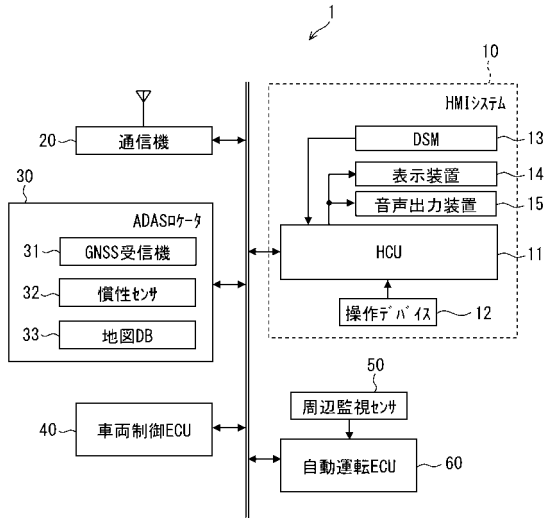 1
10
HMIシステム
20
通信機
DSM
13
表示装置
14
音声出力装置
15
30
ADASロケータ
31
GNSS受信機
32
慣性センサ
33
地図DB
HCU
11
操作デバイス
12
50
周辺監視センサ
40
車両制御ECU
自動運転ECU
60